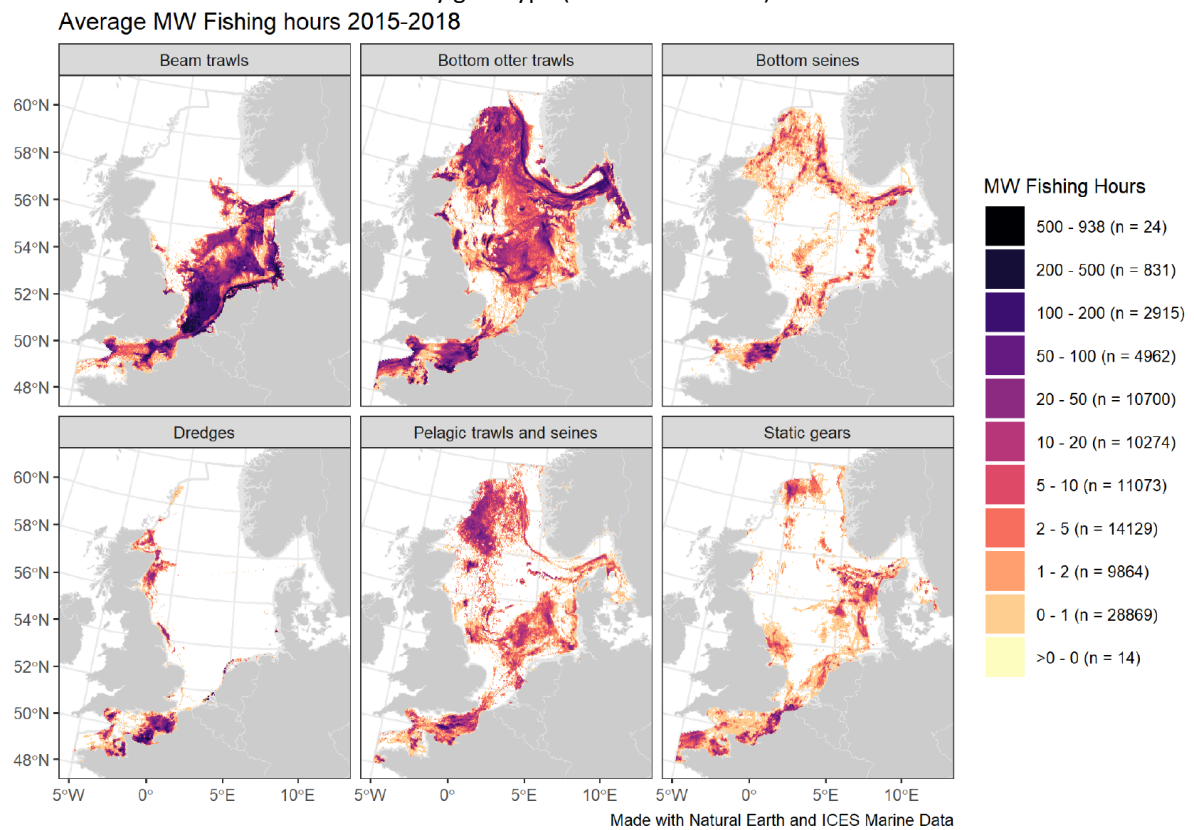 Average MW Fishing hours 2015-2018
Beam trawls
Bottom otter trawls
Bottom seines
60°N
58°N
56°N
54°N
52°N
50°N
48°N
Dredges
Pelagic trawls and seines
Static gears
60°N
58°N
56°N
54°N
52°N
50°N
48°N
5°W 0° 5°E 10°E 5°W 0° 5°E 10°E 5°W 0° 5°E 10°E
MW Fishing Hours
500 - 938 (n = 24)
200 - 500 (n = 831)
100 - 200 (n = 2915)
50 - 100 (n = 4962)
20 - 50 (n = 10700)
10 - 20 (n = 10274)
5 - 10 (n = 11073)
2 - 5 (n = 14129)
1 - 2 (n = 9864)
0 - 1 (n = 28869)
>0 - 0 (n = 14)
Made with Natural Earth and ICES Marine Data